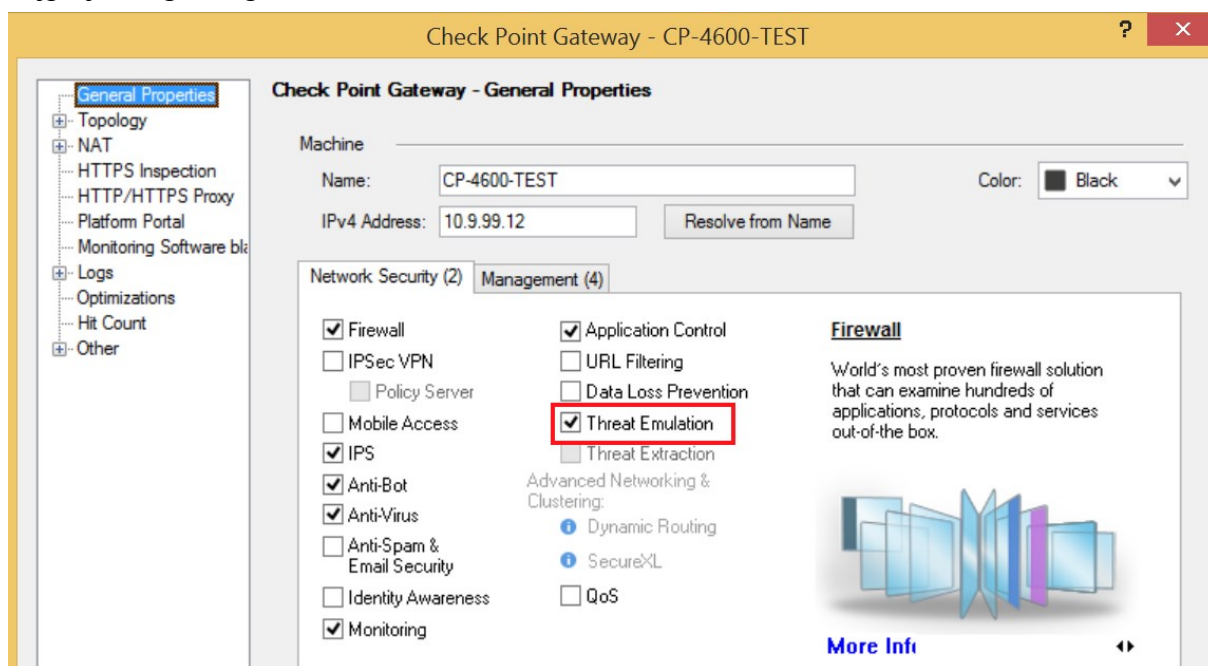 Check Point Gateway - CP-4600-TEST
?
General Properties
Topology
NAT
HTTPS Inspection
HTTP/HTTPS Proxy
Platform Portal
Monitoring Software bla
Logs
Optimizations
Hit Count
Other
Check Point Gateway - General Properties
Machine
Name: CP-4600-TEST Color: Black
IPv4 Address: 10.9.99.12 Resolve from Name
Network Security (2) Management (4)
Firewall
IPSec VPN
Policy Server
Mobile Access
IPS
Anti-Bot
Anti-Virus
Anti-Spam &
Email Security
Identity Awareness
Monitoring
Application Control
URL Filtering
Data Loss Prevention
Threat Emulation
Threat Extraction
Advanced Networking &
Clustering:
Dynamic Routing
SecureXL
QoS
Firewall
World's most proven firewall solution
that can examine hundreds of
applications, protocols and services
out-of-the box.
More Inf